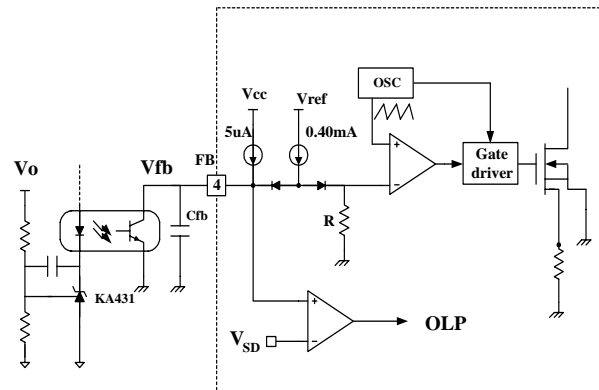 OSC
Vcc
Vref
5uA
0.40mA
+
Vo
Vfb
FB
4
Gate
driver
−
Cfb
R
KA431
+
OLP
VSD
−